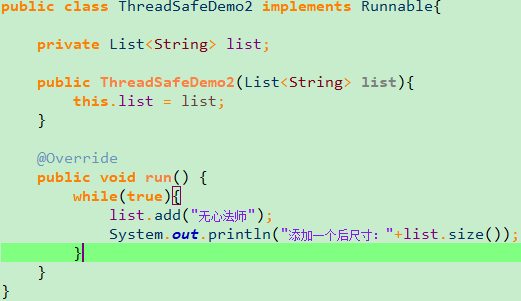 public class ThreadSafeDemo2 implements Runnable{
private List<String> list;
public ThreadSafeDemo2(List<String> list){
this.list = list;
}
@Override
public void run() {
while(true){
list.add("无心法师");
System.out.println("添加一个后尺寸："+list.size());
}
}
}